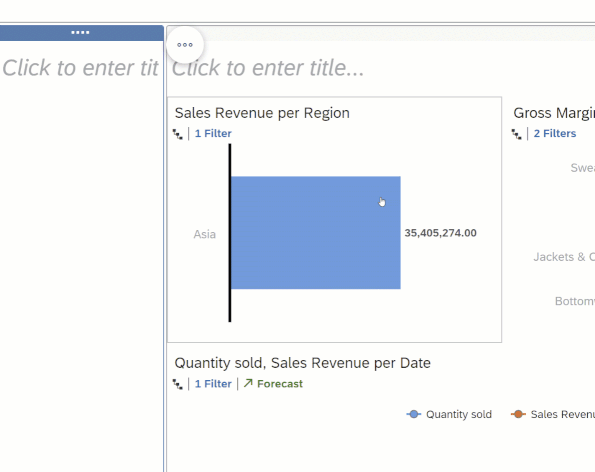 Click to enter tit
Click to enter title...
Sales Revenue per Region
1 Filter
Asia
35,405,274.00
Gross Margi
2 Filters
Swea
Jackets & C
Bottom
Quantity sold, Sales Revenue per Date
1 Filter
Forecast
Quantity sold
Sales Revenu